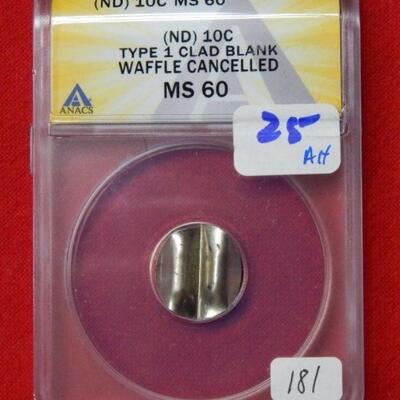 (ND) 10C MS 60
(ND) 10C
TYPE 1 CLAD BLANK
WAFFLE CANCELLED
MS 60
ANACS
25
AH
181